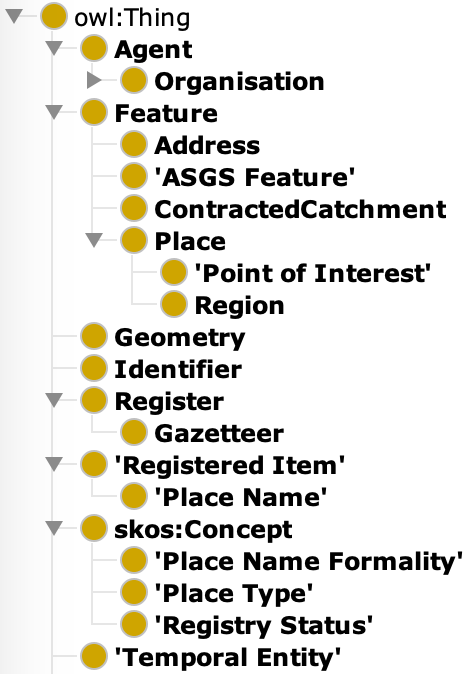 owl:Thing
Agent
Organisation
Feature
Address
'ASGS Feature'
ContractedCatchment
Place
'Point of Interest'
Region
Geometry
Identifier
Register
Gazetteer
'Registered Item'
'Place Name'
skos:Concept
'Place Name Formality'
'Place Type'
'Registry Status'
'Temporal Entity'